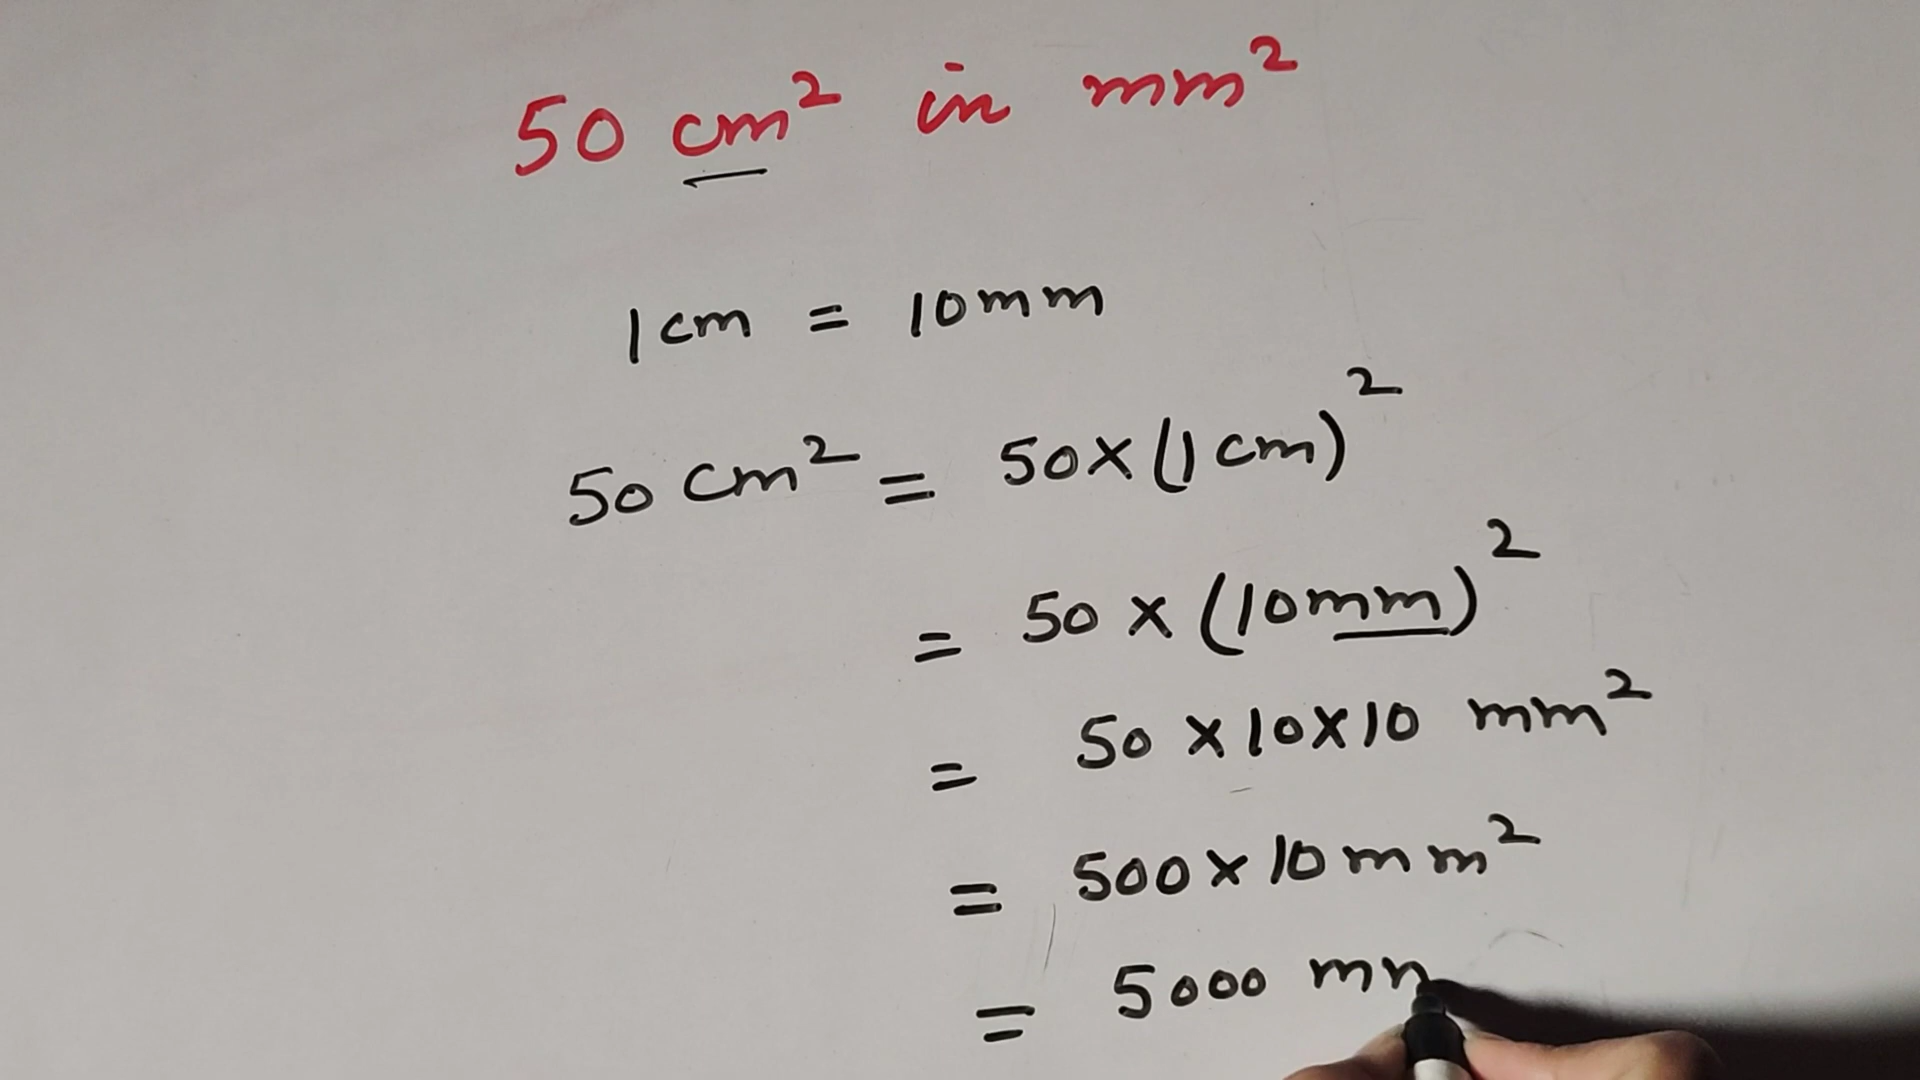 50 cm² in mm²
1cm = 10mm
50 cm² = 50×(1cm)²
= 50 × (10mm)²
= 50 ×10×10 mm²
= 500 × 10mm²
= 5000 mm